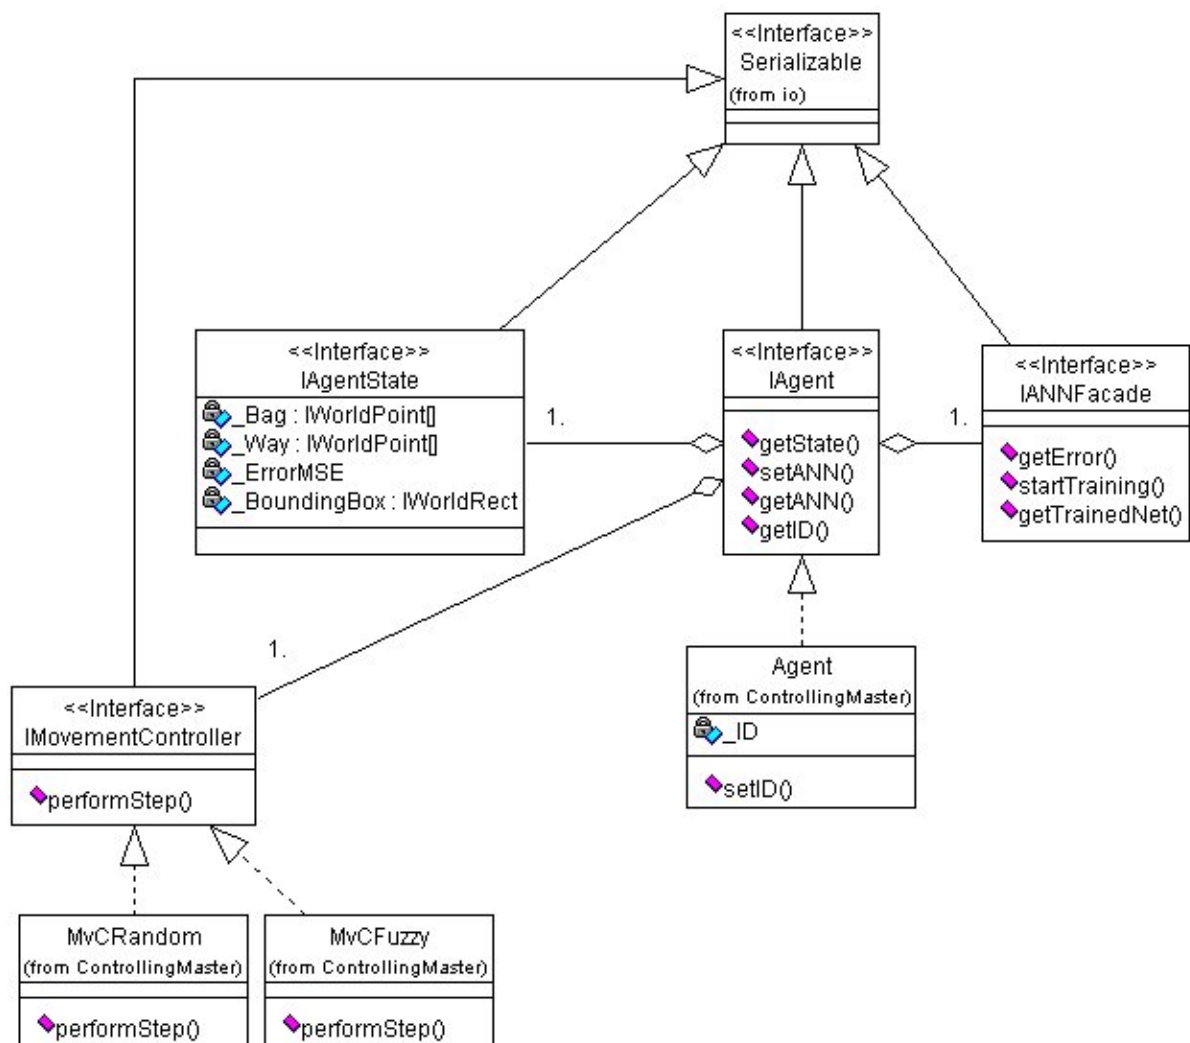 <<Interface>>
Serializable
(from io)
<<Interface>>
IAgentState
_Bag : IWorldPoint[]
_Way : IWorldPoint[]
_ErrorMSE
_BoundingBox : IWorldRect
1.
<<Interface>>
IAgent
getState()
setANN()
getANN()
getID()
1.
<<Interface>>
IANNFacade
getError()
startTraining()
getTrainedNet()
1.
<<Interface>>
IMovementController
performStep()
Agent
(from ControllingMaster)
_ID
setID()
MvCRandom
(from ControllingMaster)
performStep()
MvCFuzzy
(from ControllingMaster)
performStep()